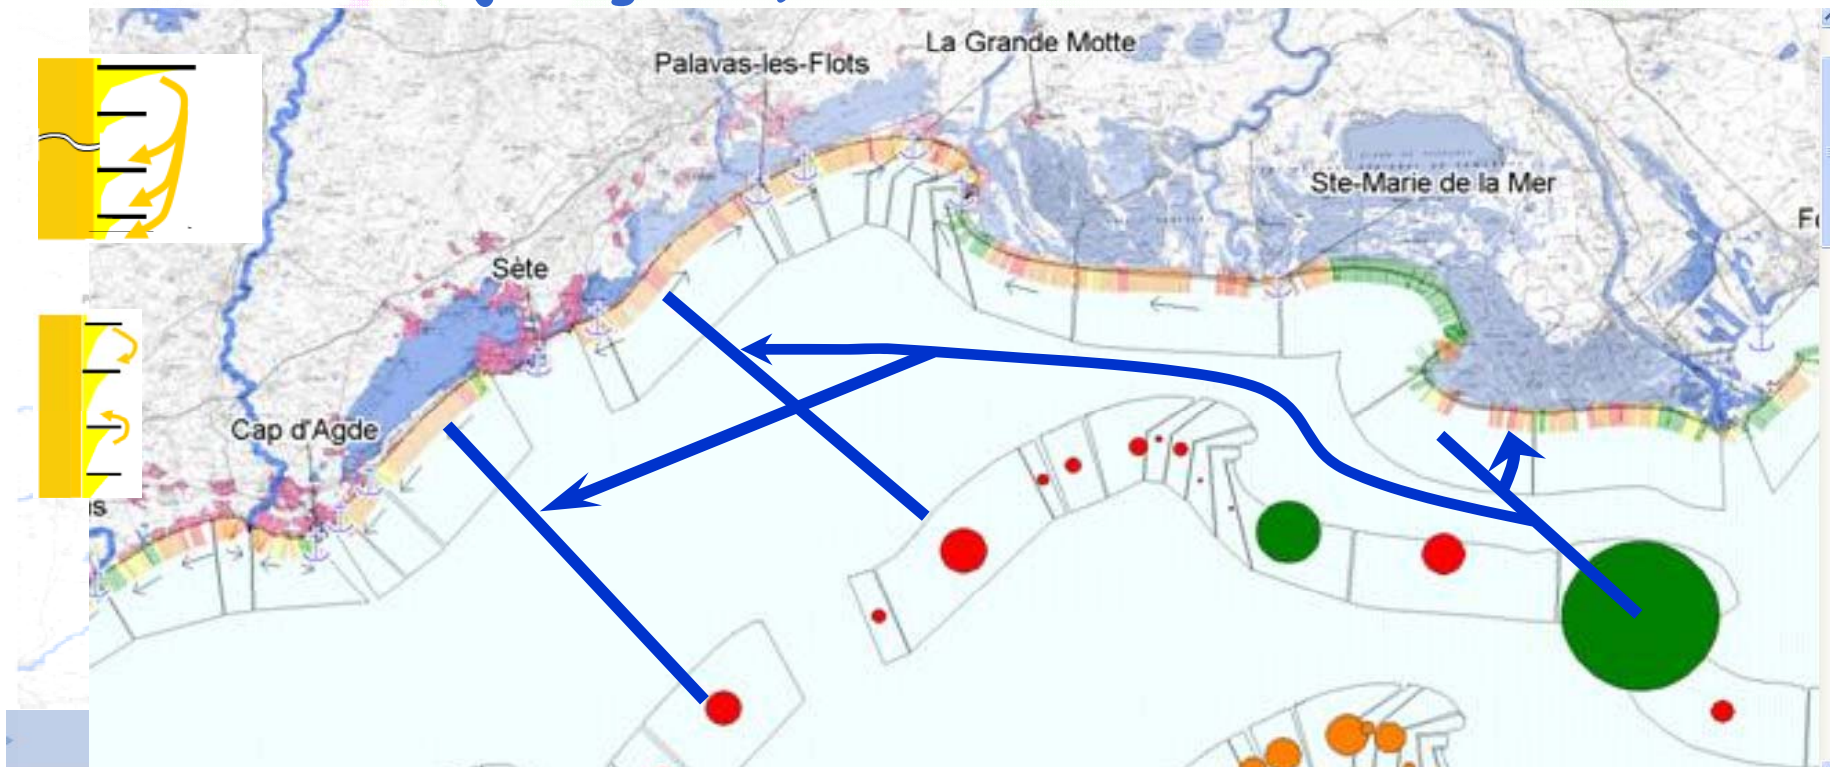 La Grande Motte
Palavas-les-Flots
Ste-Marie de la Mer
Sète
Cap d'Agde